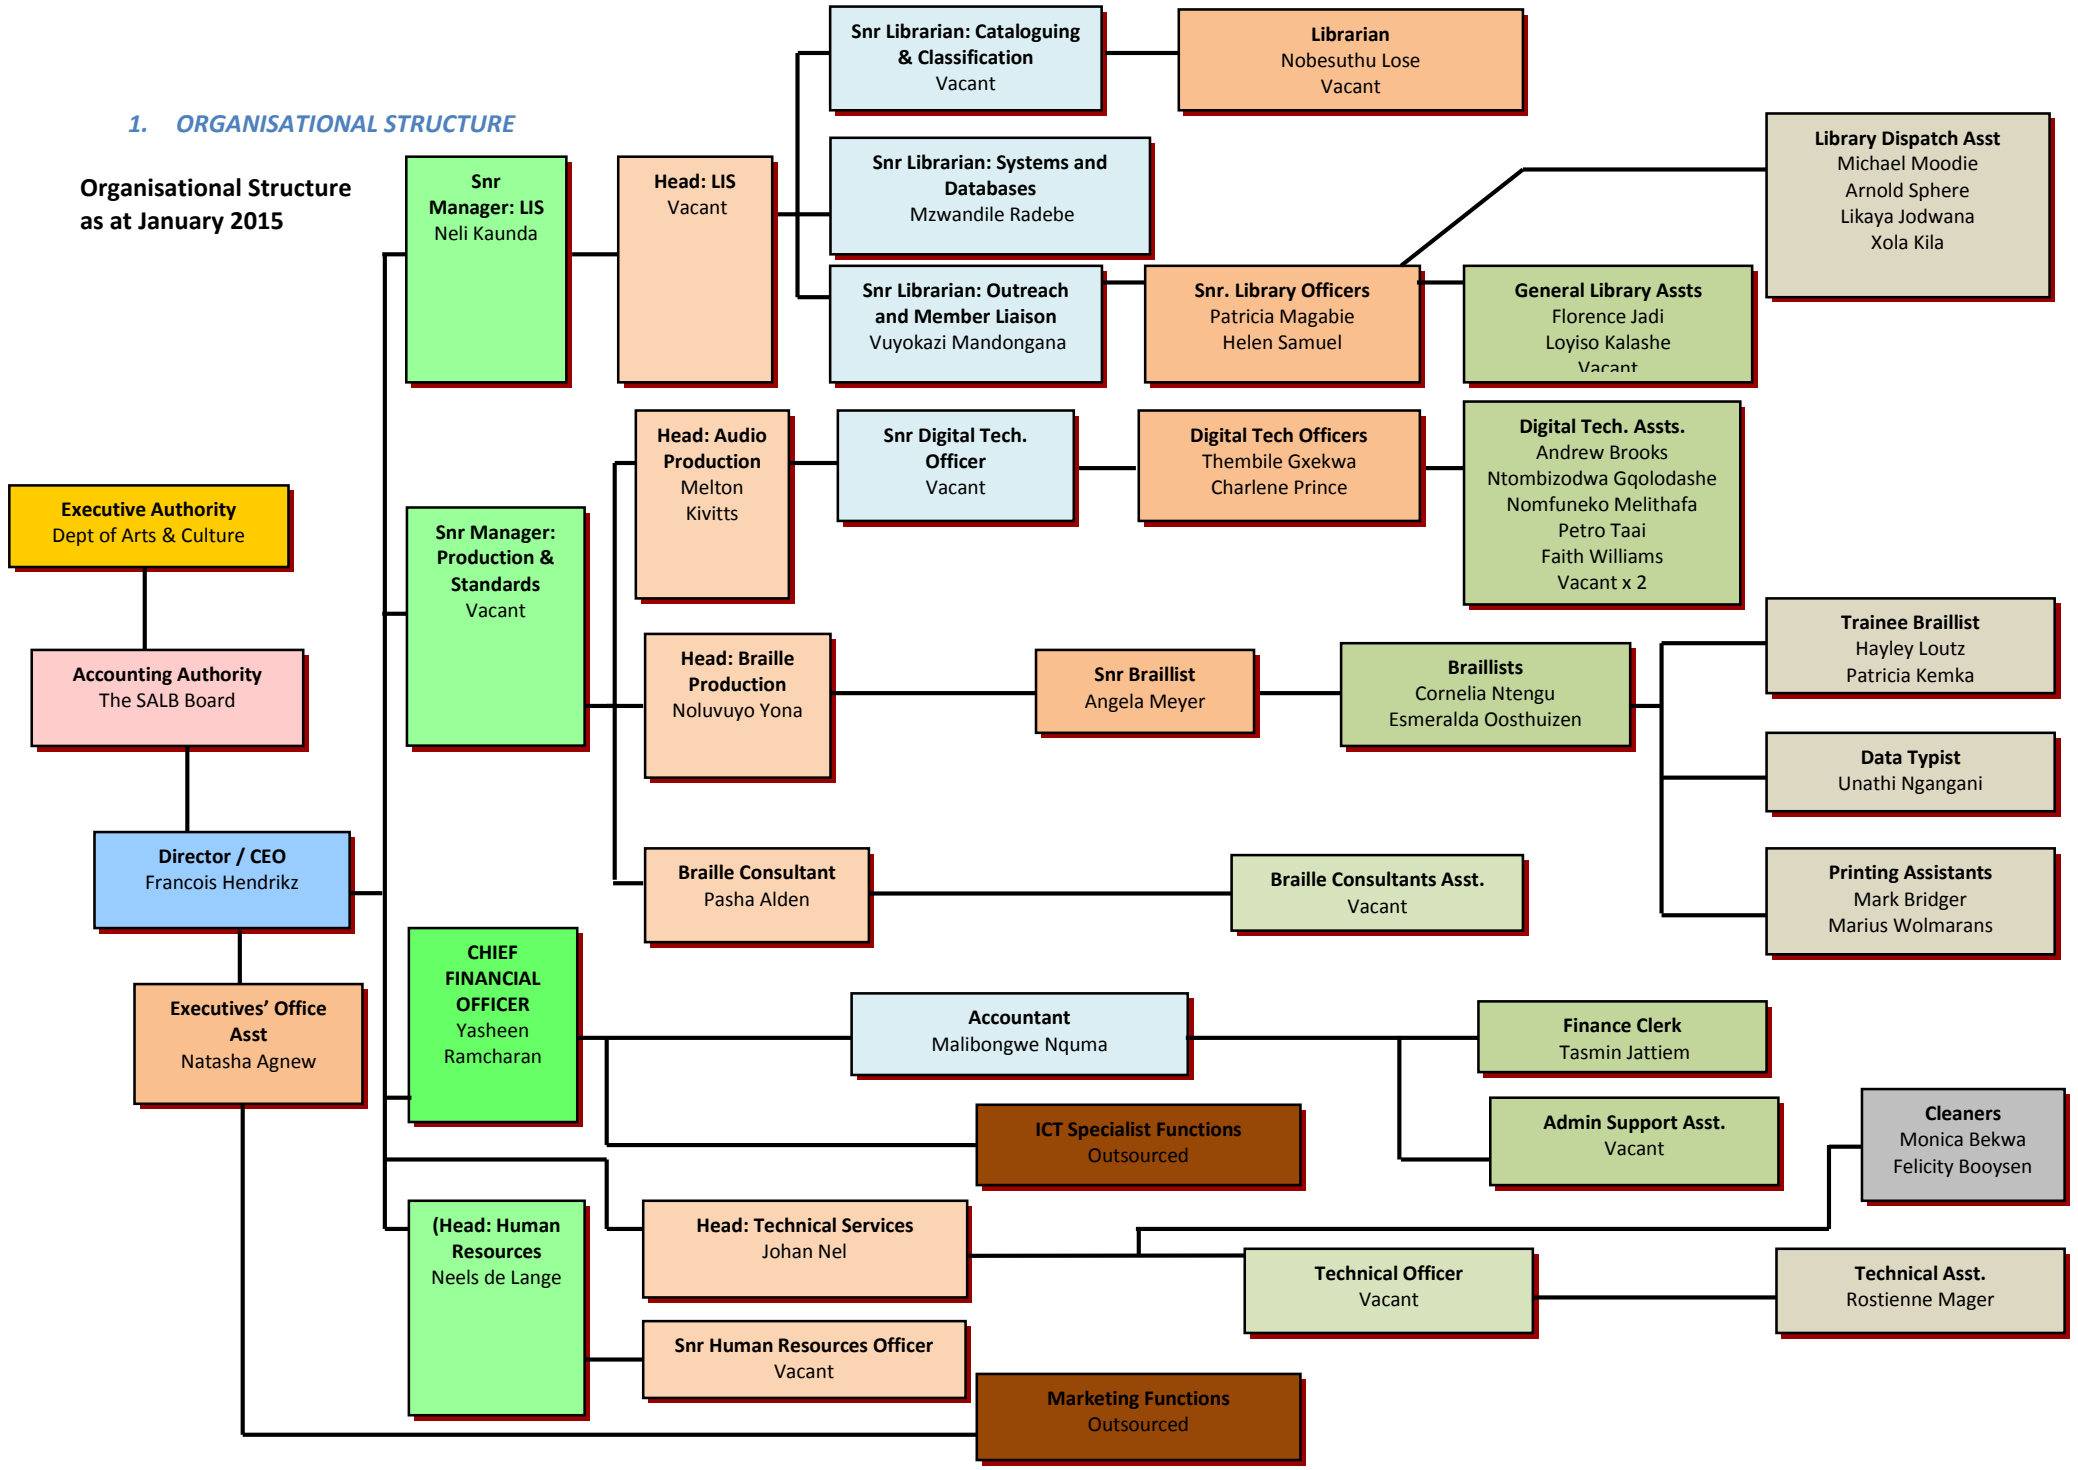 1. ORGANISATIONAL STRUCTURE
Organisational Structure
as at January 2015
Executive Authority
Dept of Arts & Culture
Accounting Authority
The SALB Board
Director / CEO
Francois Hendrikz
Executives’ Office
Asst
Natasha Agnew
Snr
Manager: LIS
Neli Kaunda
Head: LIS
Vacant
Snr Librarian: Cataloguing
& Classification
Vacant
Librarian
Nobesuthu Lose
Vacant
Snr Librarian: Systems and
Databases
Mzwandile Radebe
Snr Librarian: Outreach
and Member Liaison
Vuyokazi Mandongana
Snr. Library Officers
Patricia Magabie
Helen Samuel
General Library Assts
Florence Jadi
Loyiso Kalashe
Vacant
Library Dispatch Asst
Michael Moodie
Arnold Sphere
Likaya Jodwana
Xola Kila
Snr Manager:
Production &
Standards
Vacant
Head: Audio
Production
Melton
Kivitts
Snr Digital Tech.
Officer
Vacant
Digital Tech Officers
Thembile Gxekwa
Charlene Prince
Digital Tech. Assts.
Andrew Brooks
Ntombizodwa Gqolodashe
Nomfuneko Melithafa
Petro Taai
Faith Williams
Vacant x 2
Head: Braille
Production
Noluvuyo Yona
Snr Braillist
Angela Meyer
Braillists
Cornelia Ntengu
Esmeralda Oosthuizen
Trainee Braillist
Hayley Loutz
Patricia Kemka
Data Typist
Unathi Ngangani
Printing Assistants
Mark Bridger
Marius Wolmarans
Braille Consultant
Pasha Alden
Braille Consultants Asst.
Vacant
CHIEF
FINANCIAL
OFFICER
Yasheen
Ramcharan
Accountant
Malibongwe Nquma
Finance Clerk
Tasmin Jattiem
Admin Support Asst.
Vacant
ICT Specialist Functions
Outsourced
Cleaners
Monica Bekwa
Felicity Booysen
(Head: Human
Resources
Neels de Lange
Head: Technical Services
Johan Nel
Technical Officer
Vacant
Technical Asst.
Rostienne Mager
Snr Human Resources Officer
Vacant
Marketing Functions
Outsourced